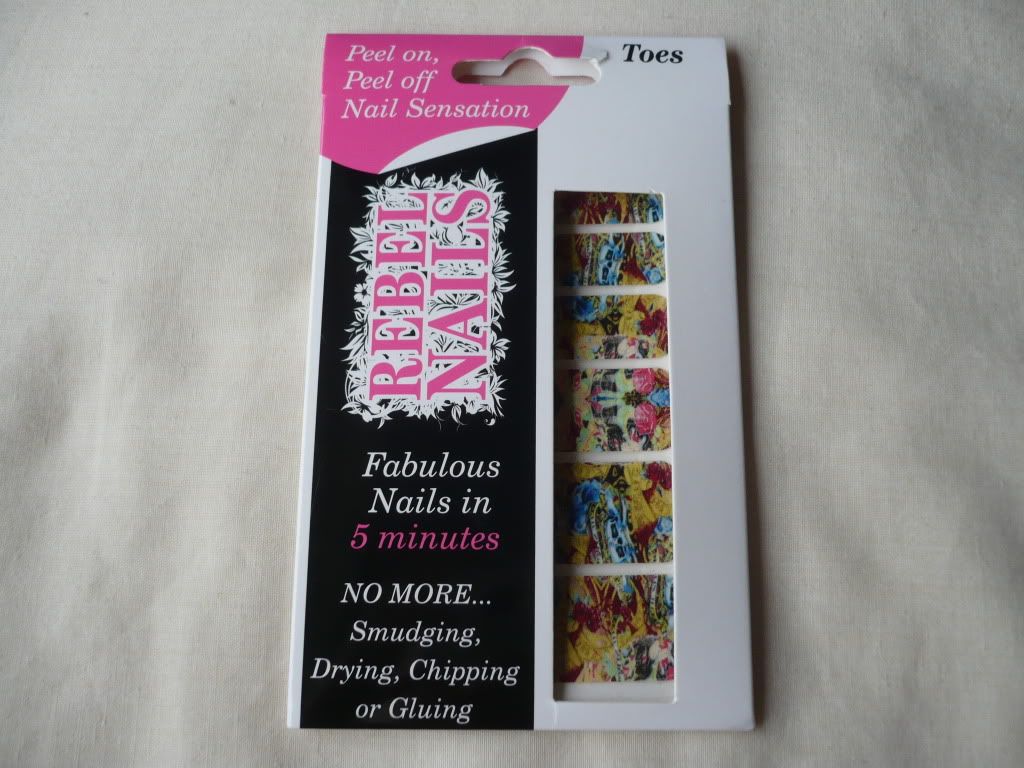 Peel on,
Peel off
Nail Sensation
Toes
REBEL
NAILS
Fabulous
Nails in
5 minutes
NO MORE...
Smudging,
Drying, Chipping
or Gluing